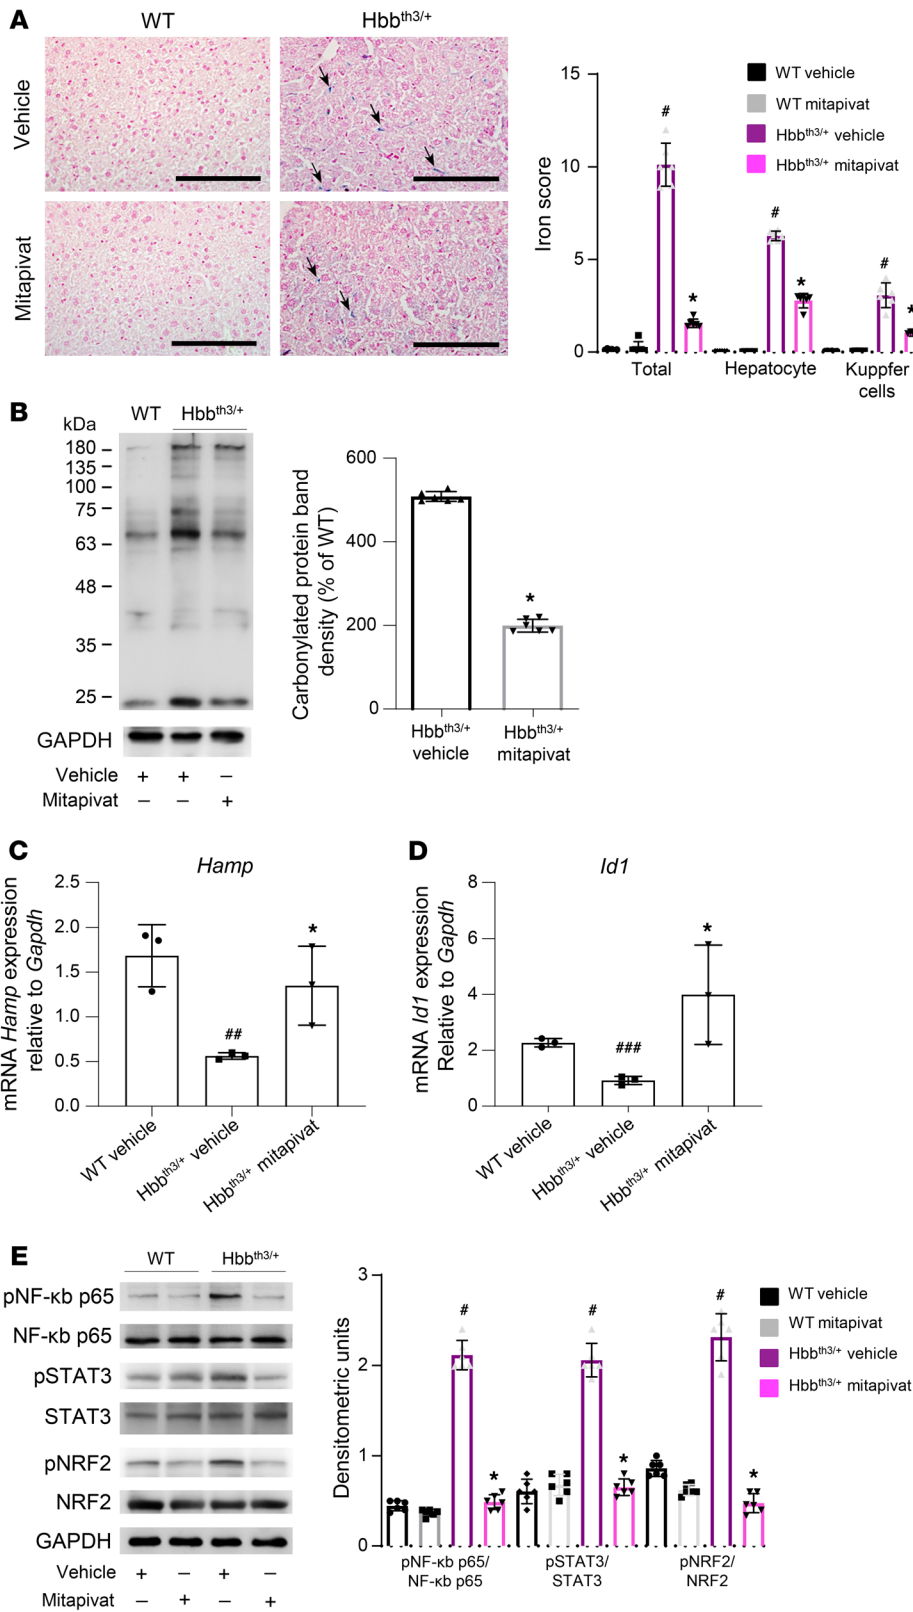 A
WT
Hbbth3/+
Vehicle
Mitapivat
Iron score
15
10
5
0
#
*
#
*
#
*
Total
Hepatocyte
Kuppfer
cells
WT vehicle
WT mitapivat
Hbbth3/+ vehicle
Hbbth3/+ mitapivat
B
WT
Hbbth3/+
kDa
180
135
100
75
63
48
35
25
GAPDH
Vehicle + + –
Mitapivat – – +
Carbonylated protein band
density (% of WT)
600
400
200
0
*
Hbbth3/+
vehicle
Hbbth3/+
mitapivat
C
Hamp
mRNA Hamp expression
relative to Gapdh
2.5
2.0
1.5
1.0
0.5
0.0
##
*
WT vehicle
Hbbth3/+ vehicle
Hbbth3/+ mitapivat
D
Id1
mRNA Id1 expression
Relative to Gapdh
8
6
4
2
0
###
*
WT vehicle
Hbbth3/+ vehicle
Hbbth3/+ mitapivat
E
WT
Hbbth3/+
pNF-κb p65
NF-κb p65
pSTAT3
STAT3
pNRF2
NRF2
GAPDH
Vehicle + – + –
Mitapivat – + – +
Densitometric units
3
2
1
0
#
*
#
*
#
*
pNF-κb p65/
NF-κb p65
pSTAT3/
STAT3
pNRF2/
NRF2
WT vehicle
WT mitapivat
Hbbth3/+ vehicle
Hbbth3/+ mitapivat